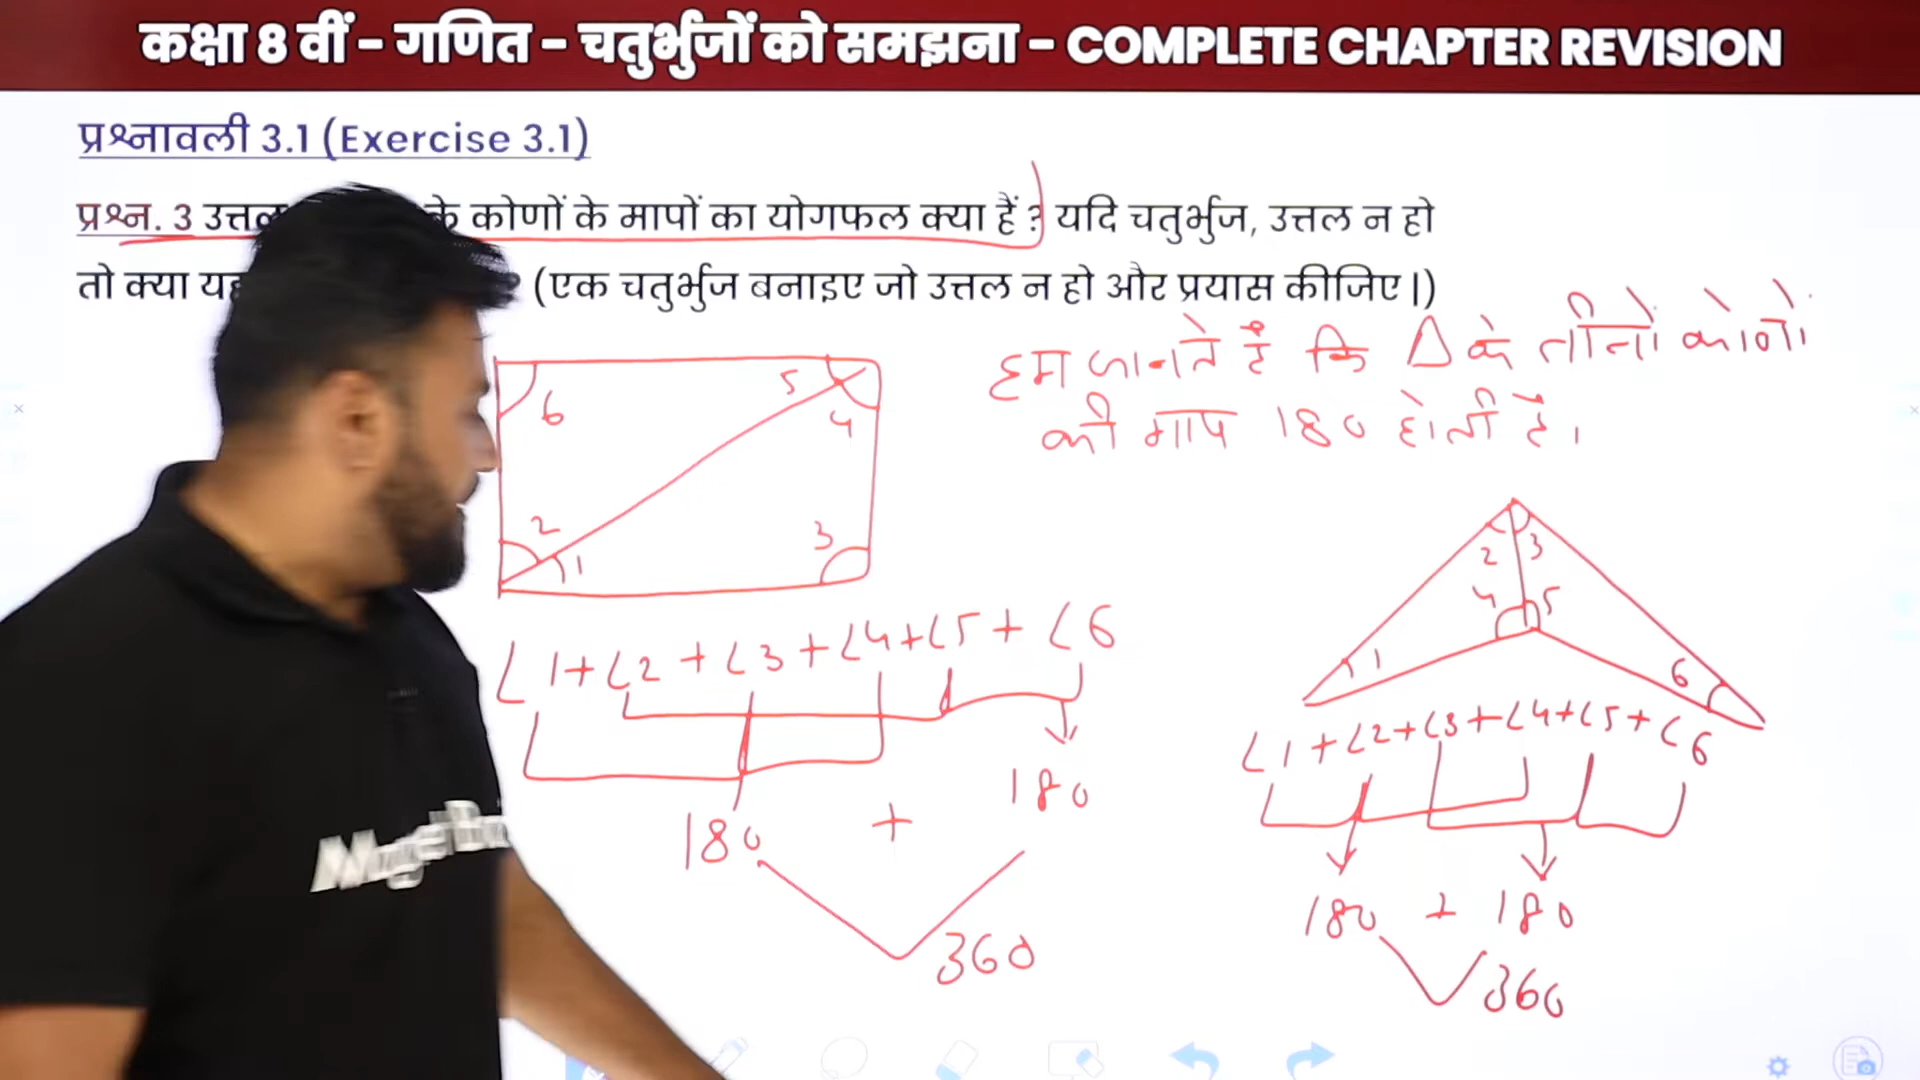 कक्षा 8 वीं – गणित – चतुर्भुजों को समझना – COMPLETE CHAPTER REVISION
प्रश्नावली 3.1 (Exercise 3.1)
प्रश्न. 3 के कोणों के मापों का योगफल क्या हैं ? यदि चतुर्भुज, उत्तल न हो
तो क्या ? (एक चतुर्भुज बनाइए जो उत्तल न हो और प्रयास कीजिए।)
हम जानते है कि Δ के तीनों कोणों
की माप 180 होती है।
6 5 4
2 1 3
∠1+∠2+∠3+∠4+∠5+∠6
180 + 180
360
2 3
4 5
1 6
∠1+∠2+∠3+∠4+∠5+∠6
180 + 180
360